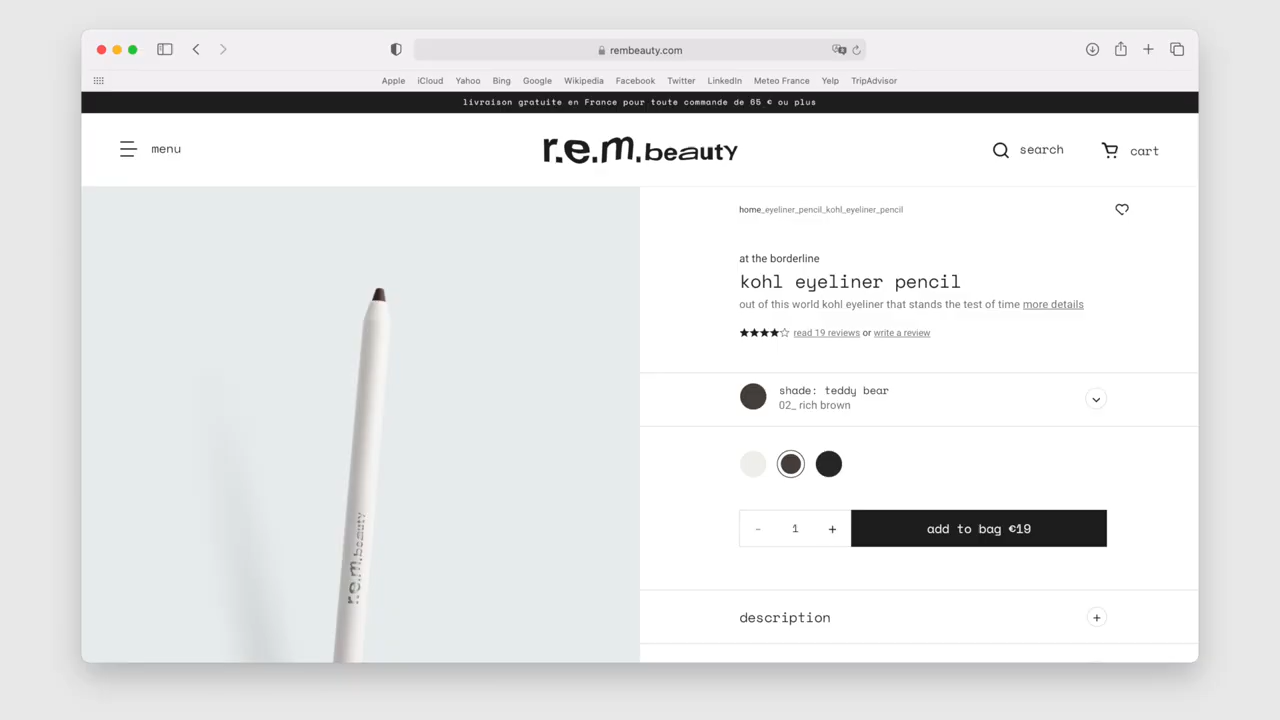 rembeauty.com
Apple iCloud Yahoo Bing Google Wikipedia Facebook Twitter LinkedIn Meteo France Yelp TripAdvisor
livraison gratuite en France pour toute commande de 65 € ou plus
menu
r.e.m.beauty
search
cart
home_eyeliner_pencil_kohl_eyeliner_pencil
at the borderline
kohl eyeliner pencil
out of this world kohl eyeliner that stands the test of time more details
read 19 reviews or write a review
shade: teddy bear
02_ rich brown
- 1 +
add to bag €19
description +
r.e.m.beauty